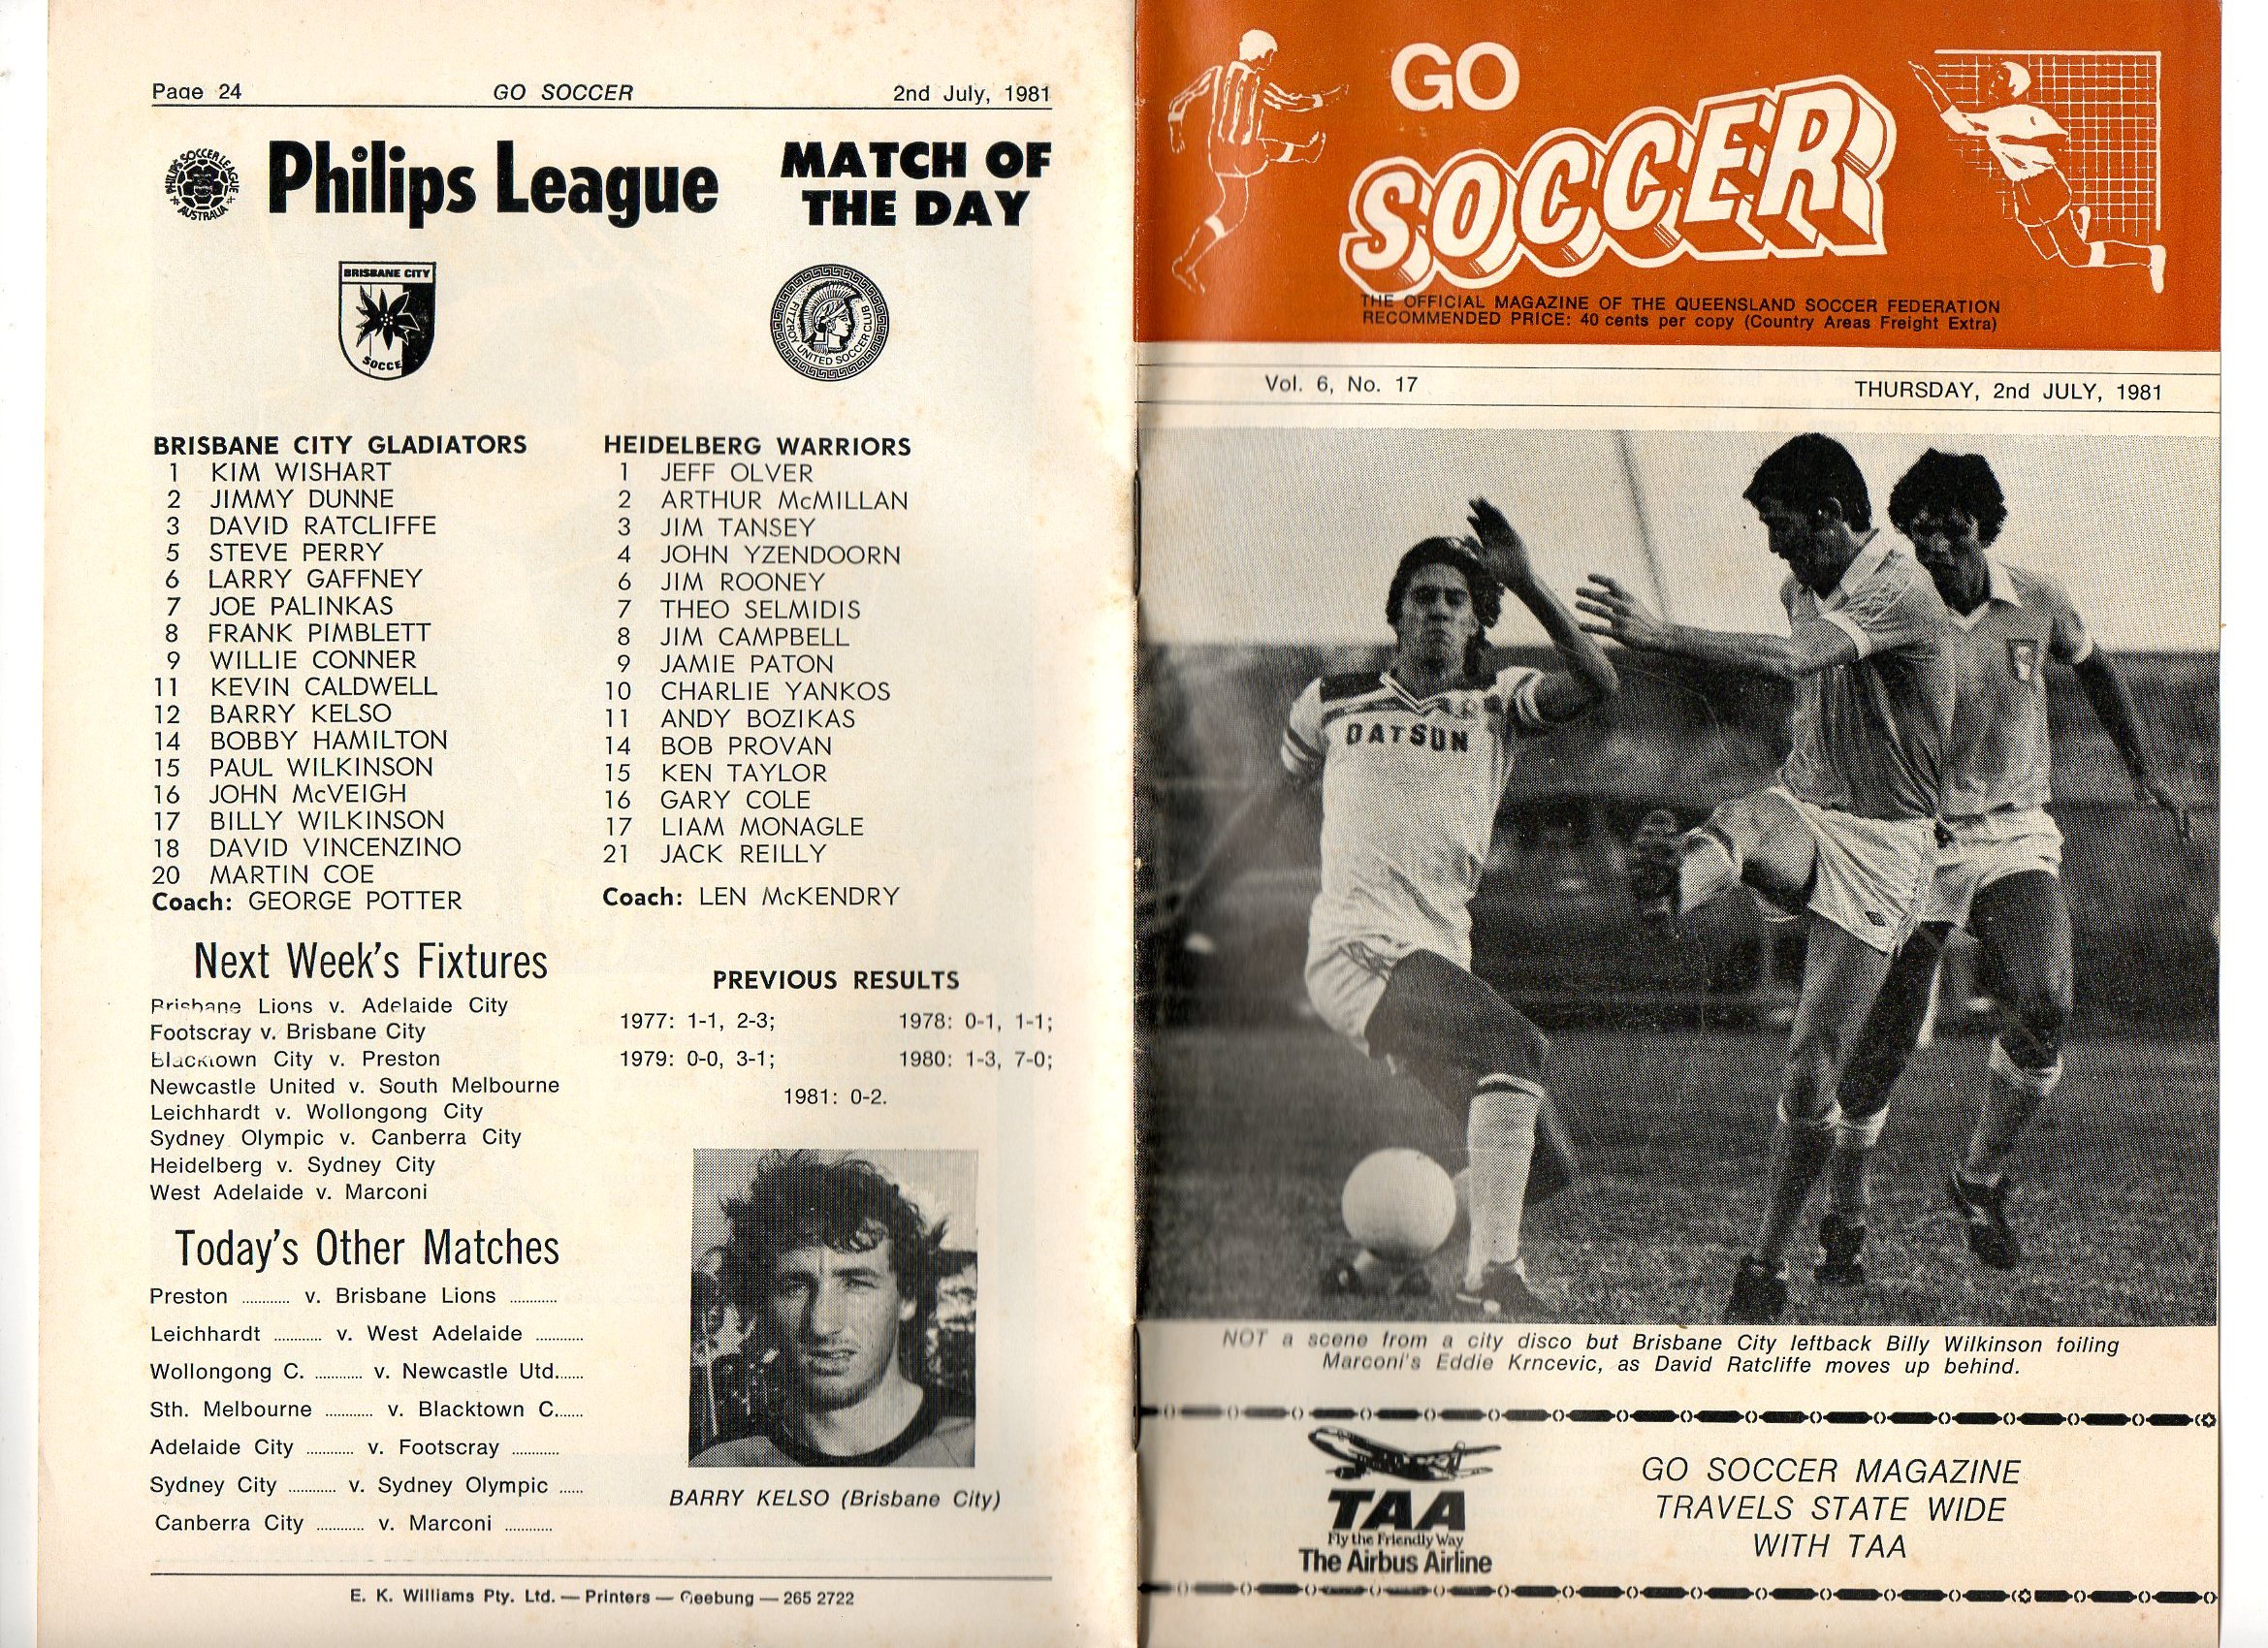 Page 24 GO SOCCER 2nd July, 1981
PHILIPS SOCCER LEAGUE
AUSTRALIA
Philips League
MATCH OF
THE DAY
BRISBANE CITY
SOCCE
FITZROY UNITED SOCCER CLUB
BRISBANE CITY GLADIATORS
1 KIM WISHART
2 JIMMY DUNNE
3 DAVID RATCLIFFE
5 STEVE PERRY
6 LARRY GAFFNEY
7 JOE PALINKAS
8 FRANK PIMBLETT
9 WILLIE CONNER
11 KEVIN CALDWELL
12 BARRY KELSO
14 BOBBY HAMILTON
15 PAUL WILKINSON
16 JOHN McVEIGH
17 BILLY WILKINSON
18 DAVID VINCENZINO
20 MARTIN COE
Coach: GEORGE POTTER
HEIDELBERG WARRIORS
1 JEFF OLVER
2 ARTHUR McMILLAN
3 JIM TANSEY
4 JOHN YZENDOORN
6 JIM ROONEY
7 THEO SELMIDIS
8 JIM CAMPBELL
9 JAMIE PATON
10 CHARLIE YANKOS
11 ANDY BOZIKAS
14 BOB PROVAN
15 KEN TAYLOR
16 GARY COLE
17 LIAM MONAGLE
21 JACK REILLY
Coach: LEN McKENDRY
Next Week's Fixtures
Brisbane Lions v. Adelaide City
Footscray v. Brisbane City
Blacktown City v. Preston
Newcastle United v. South Melbourne
Leichhardt v. Wollongong City
Sydney Olympic v. Canberra City
Heidelberg v. Sydney City
West Adelaide v. Marconi
Today's Other Matches
Preston ............ v. Brisbane Lions ............
Leichhardt ............ v. West Adelaide ............
Wollongong C. ............ v. Newcastle Utd......
Sth. Melbourne ............ v. Blacktown C......
Adelaide City ............ v. Footscray ............
Sydney City ............ v. Sydney Olympic ......
Canberra City ............ v. Marconi ............
PREVIOUS RESULTS
1977: 1-1, 2-3; 1978: 0-1, 1-1;
1979: 0-0, 3-1; 1980: 1-3, 7-0;
1981: 0-2.
BARRY KELSO (Brisbane City)
E. K. Williams Pty. Ltd. — Printers — Geebung — 265 2722
GO
SOCCER
THE OFFICIAL MAGAZINE OF THE QUEENSLAND SOCCER FEDERATION
RECOMMENDED PRICE: 40 cents per copy (Country Areas Freight Extra)
Vol. 6, No. 17 THURSDAY, 2nd JULY, 1981
DATSUN
NOT a scene from a city disco but Brisbane City leftback Billy Wilkinson foiling
Marconi's Eddie Krncevic, as David Ratcliffe moves up behind.
TAA
Fly the Friendly Way
The Airbus Airline
GO SOCCER MAGAZINE
TRAVELS STATE WIDE
WITH TAA